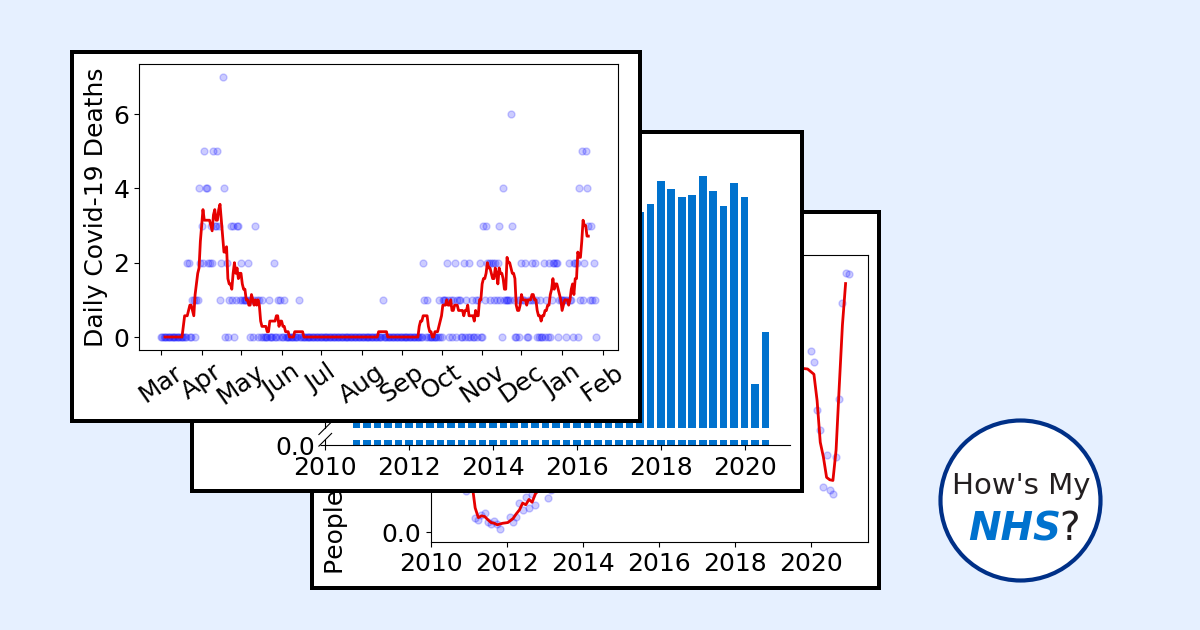 Daily Covid-19 Deaths
6
4
2
0
Mar Apr May Jun Jul Aug Sep Oct Nov Dec Jan Feb
0.0
2010 2012 2014 2016 2018 2020
People
0.0
2010 2012 2014 2016 2018 2020
How's My
NHS?